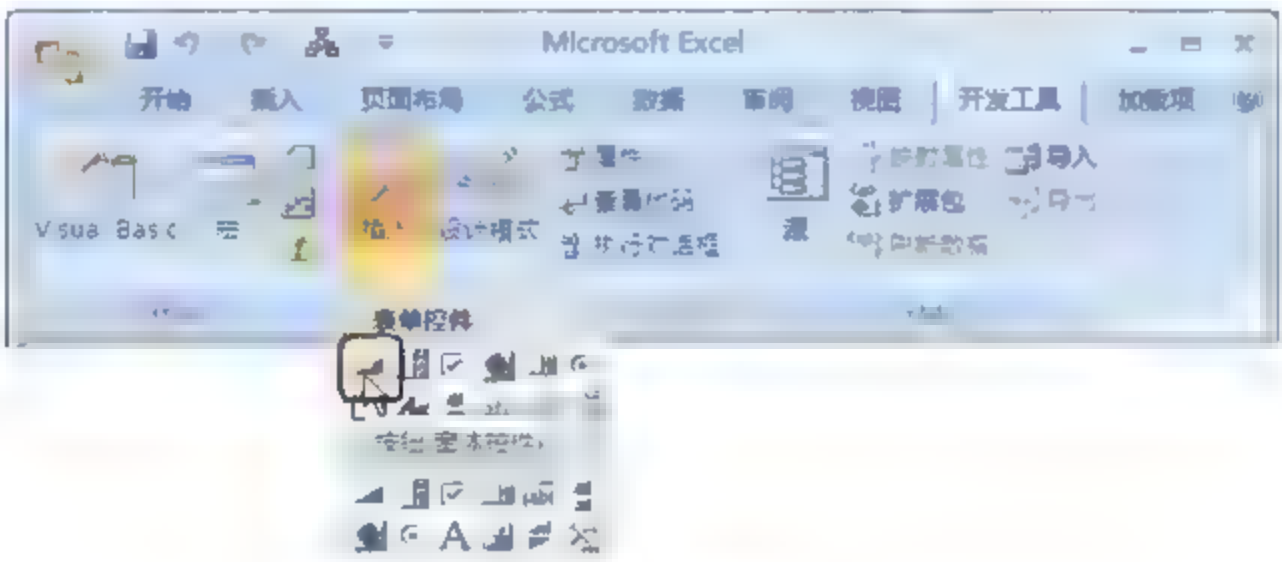 Microsoft Excel
开始 插入 页面布局 公式 数据 审阅 视图 开发工具 加载项
Visual Basic 宏 插入 设计模式 属性 查看代码 执行对话框 源 映射属性 扩展包 刷新数据 导入 导出
表单控件
A